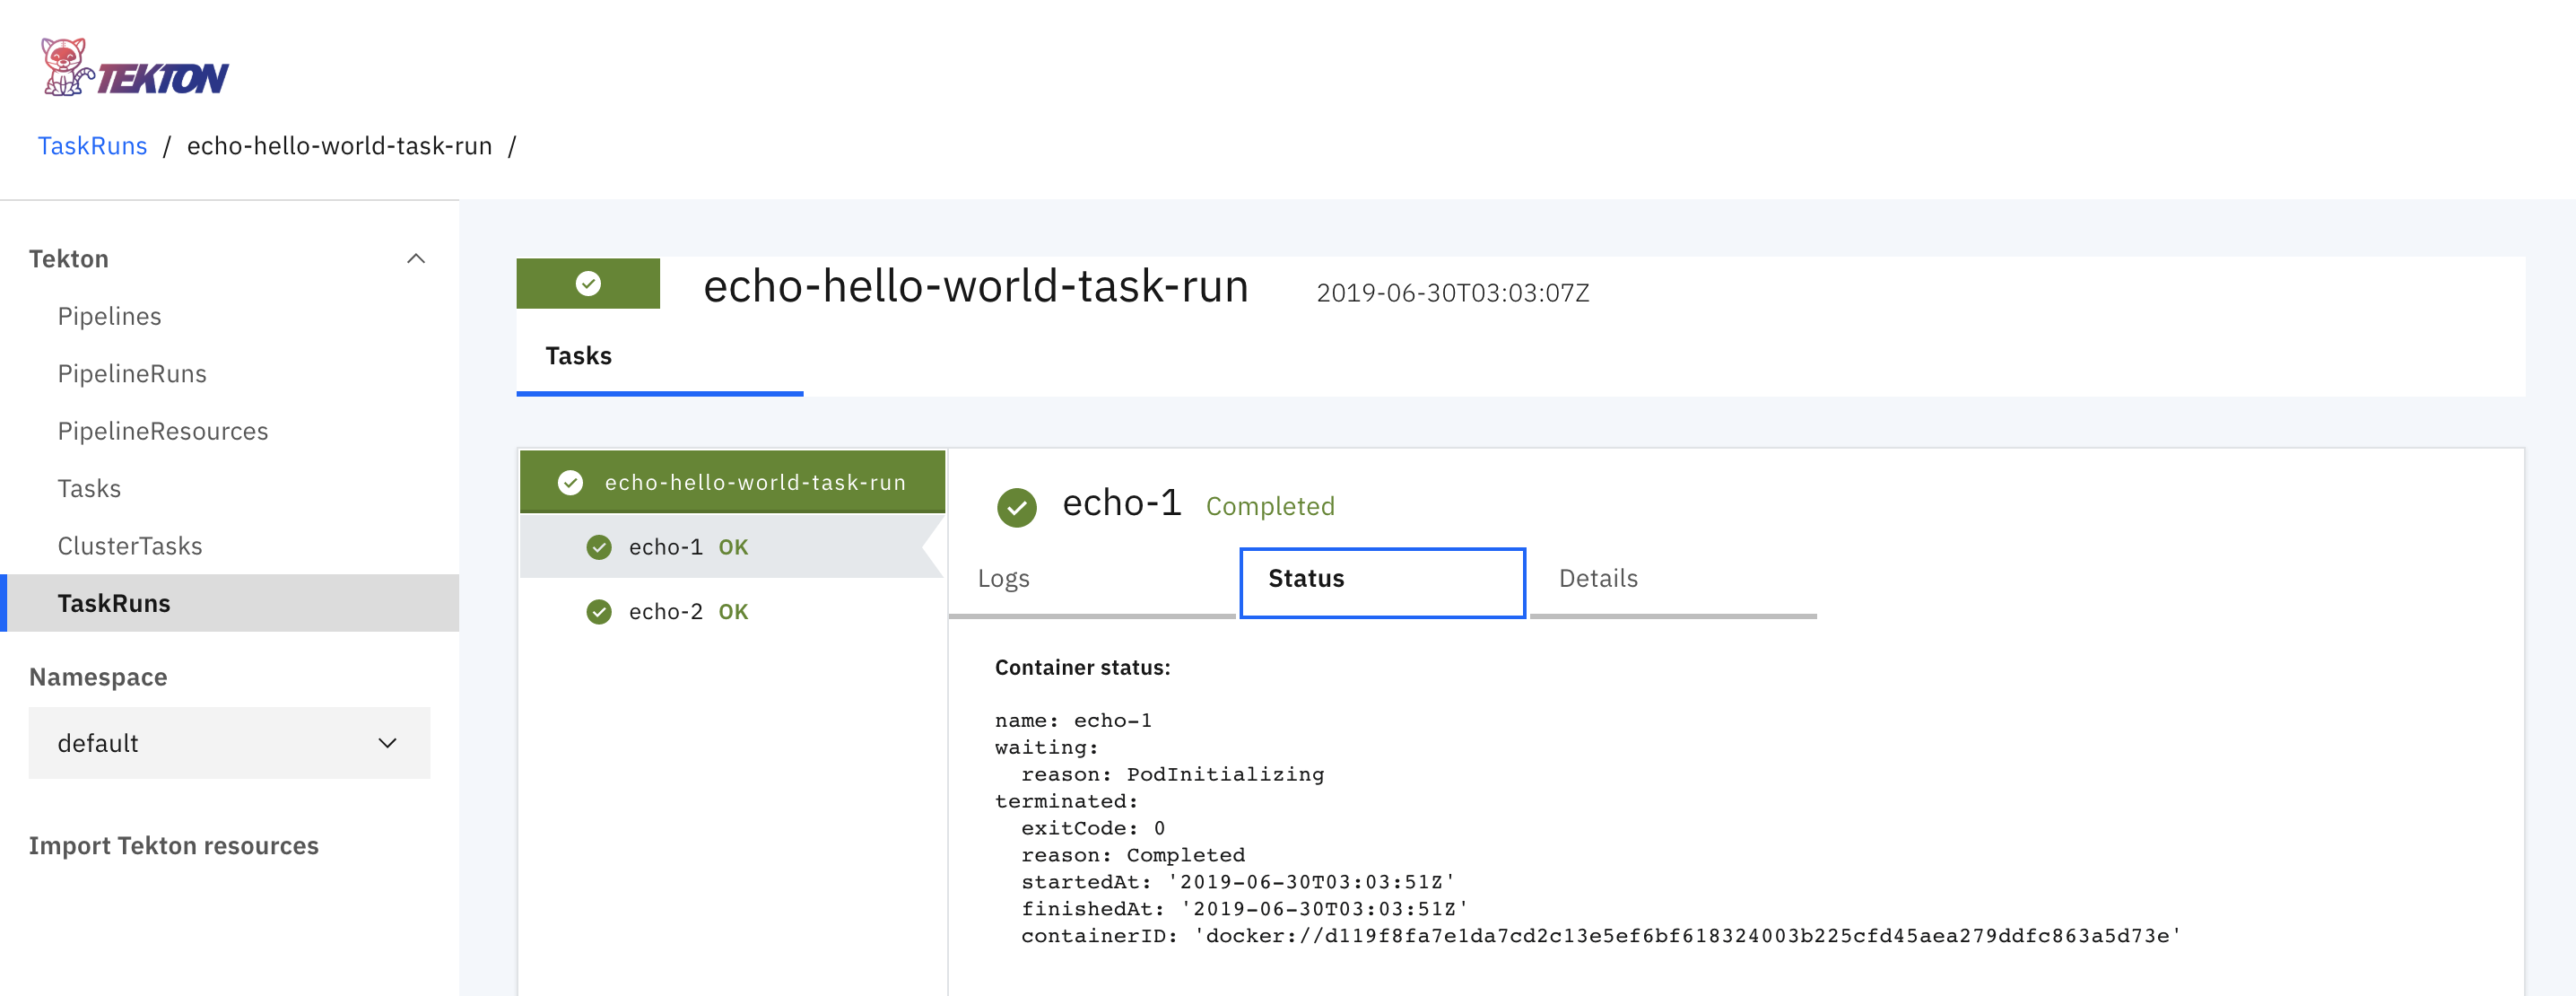 TEKTON
TaskRuns / echo-hello-world-task-run /
Tekton
Pipelines
PipelineRuns
PipelineResources
Tasks
ClusterTasks
TaskRuns
Namespace
default
Import Tekton resources
echo-hello-world-task-run 2019-06-30T03:03:07Z
Tasks
echo-hello-world-task-run
echo-1 OK
echo-2 OK
echo-1 Completed
Logs Status Details
Container status:
name: echo-1
waiting:
  reason: PodInitializing
terminated:
  exitCode: 0
  reason: Completed
  startedAt: '2019-06-30T03:03:51Z'
  finishedAt: '2019-06-30T03:03:51Z'
  containerID: 'docker://d119f8fa7e1da7cd2c13e5ef6bf618324003b225cfd45aea279ddfc863a5d73e'